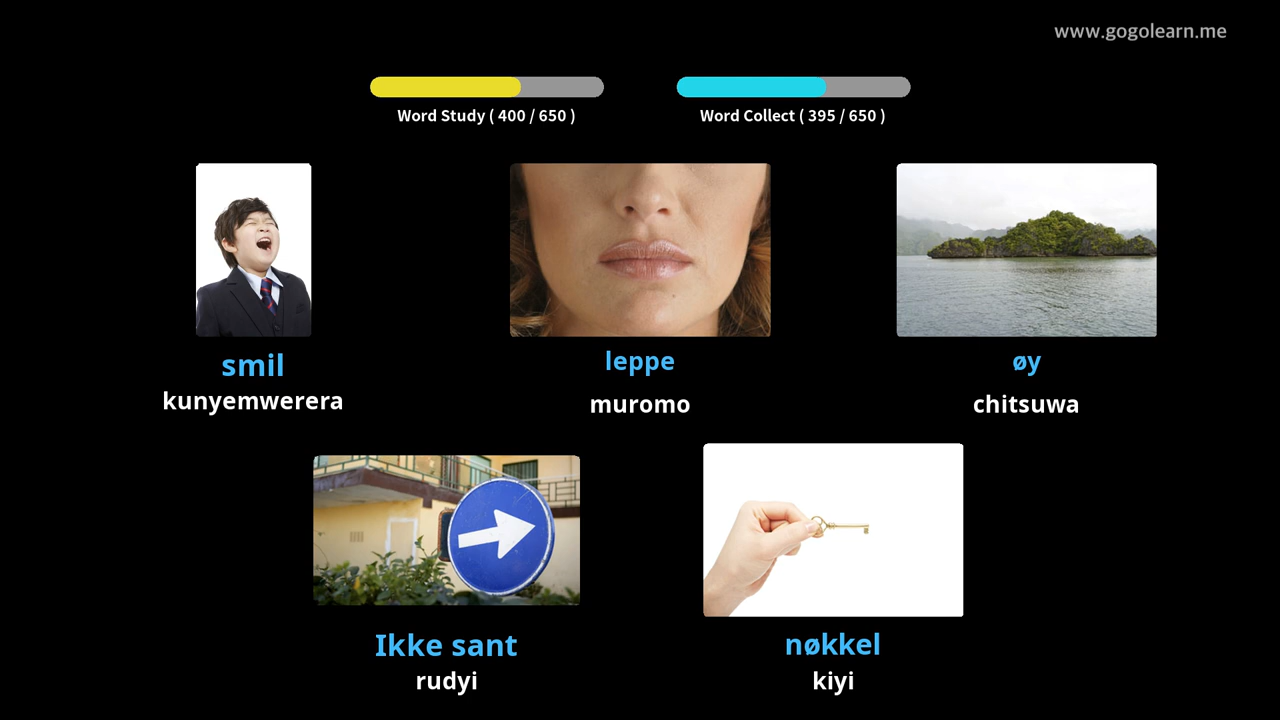 www.gogolearn.me
Word Study ( 400 / 650 )
Word Collect ( 395 / 650 )
smil
kunyemwerera
leppe
muromo
øy
chitsuwa
Ikke sant
rudyi
nøkkel
kiyi